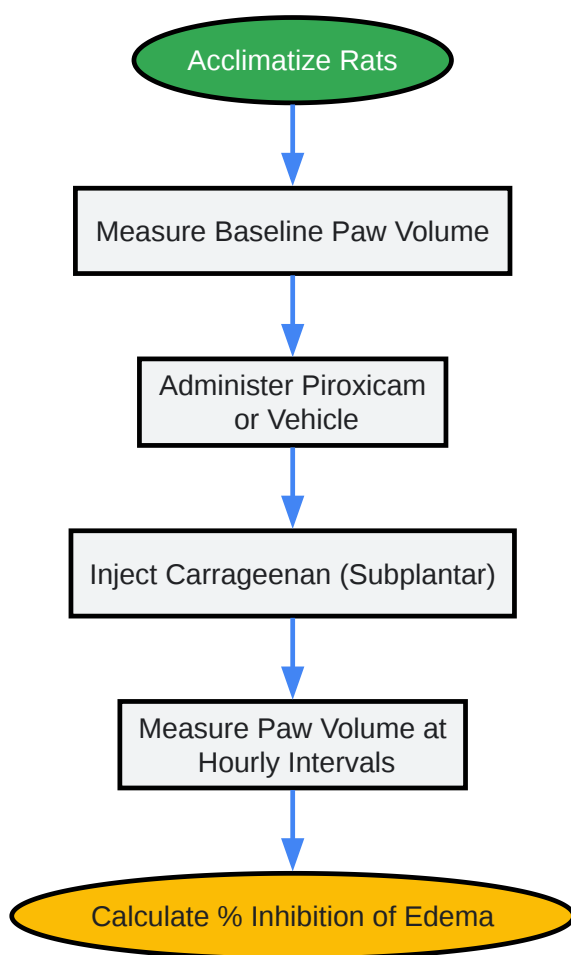 Acclimatize Rats
Measure Baseline Paw Volume
Administer Piroxicam
or Vehicle
Inject Carrageenan (Subplantar)
Measure Paw Volume at
Hourly Intervals
Calculate % Inhibition of Edema